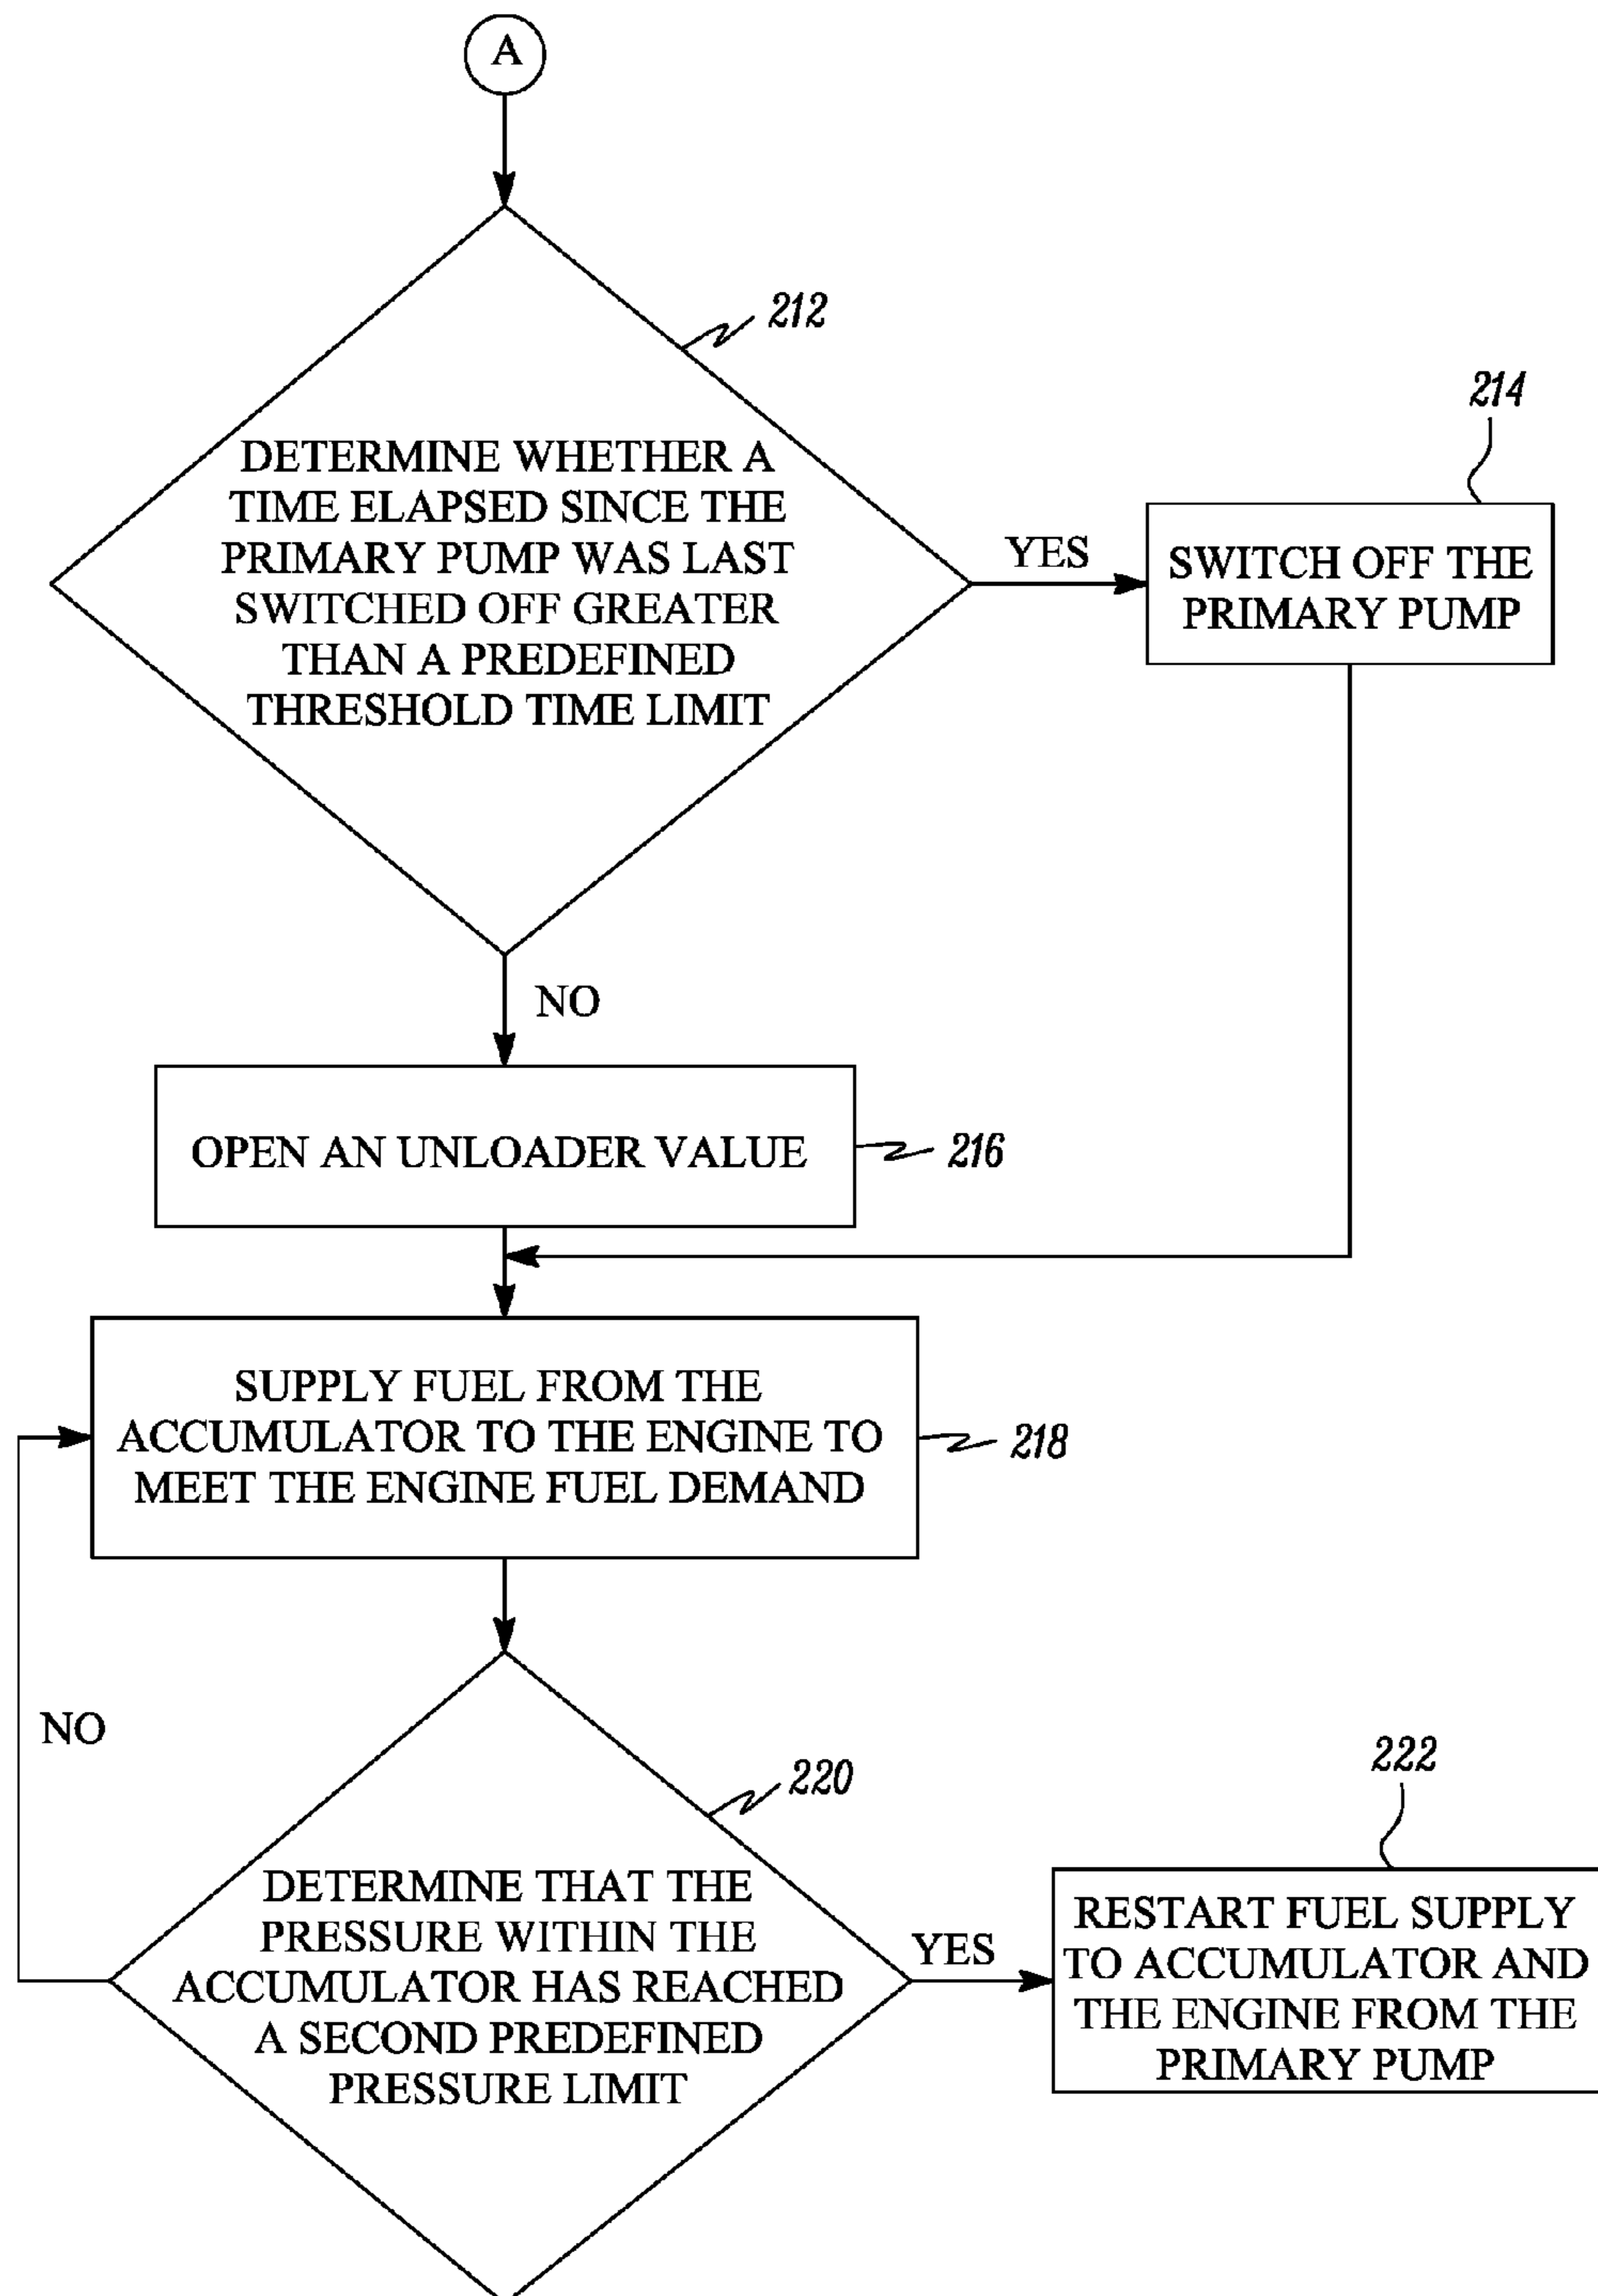 A
212
DETERMINE WHETHER A
TIME ELAPSED SINCE THE
PRIMARY PUMP WAS LAST
SWITCHED OFF GREATER
THAN A PREDEFINED
THRESHOLD TIME LIMIT
YES
214
SWITCH OFF THE
PRIMARY PUMP
NO
OPEN AN UNLOADER VALUE
216
SUPPLY FUEL FROM THE
ACCUMULATOR TO THE ENGINE TO
MEET THE ENGINE FUEL DEMAND
218
NO
220
DETERMINE THAT THE
PRESSURE WITHIN THE
ACCUMULATOR HAS REACHED
A SECOND PREDEFINED
PRESSURE LIMIT
YES
222
RESTART FUEL SUPPLY
TO ACCUMULATOR AND
THE ENGINE FROM THE
PRIMARY PUMP